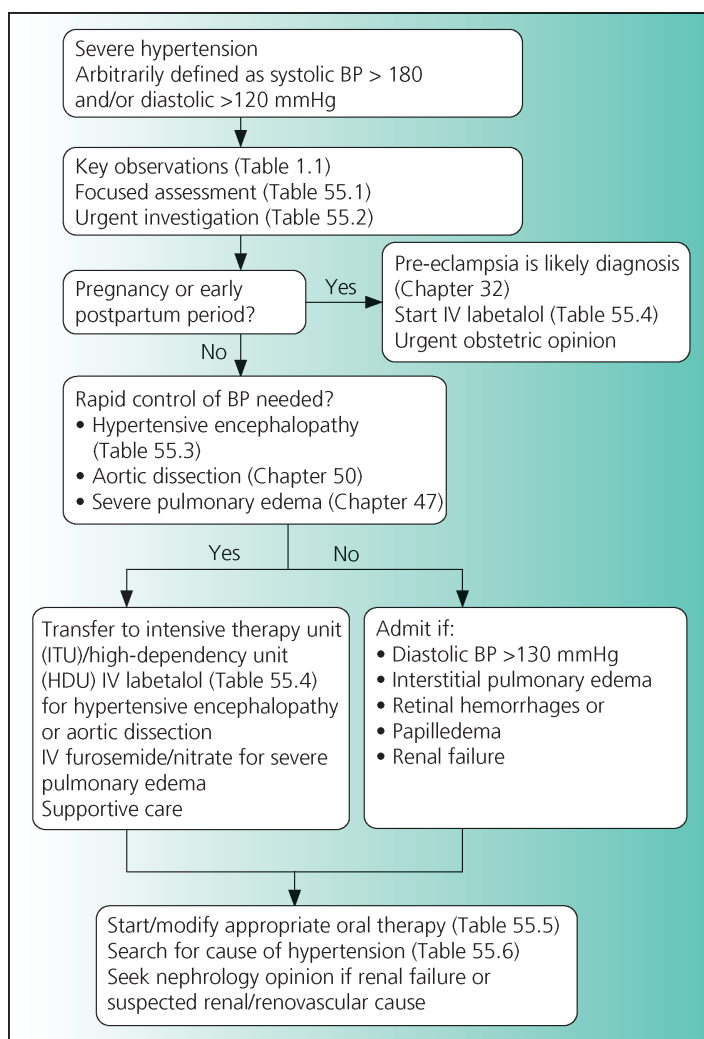 Severe hypertension
Arbitrarily defined as systolic BP > 180
and/or diastolic >120 mmHg
Key observations (Table 1.1)
Focused assessment (Table 55.1)
Urgent investigation (Table 55.2)
Pregnancy or early
postpartum period?
Yes
Pre-eclampsia is likely diagnosis
(Chapter 32)
Start IV labetalol (Table 55.4)
Urgent obstetric opinion
No
Rapid control of BP needed?
• Hypertensive encephalopathy
(Table 55.3)
• Aortic dissection (Chapter 50)
• Severe pulmonary edema (Chapter 47)
Yes
No
Transfer to intensive therapy unit
(ITU)/high-dependency unit
(HDU) IV labetalol (Table 55.4)
for hypertensive encephalopathy
or aortic dissection
IV furosemide/nitrate for severe
pulmonary edema
Supportive care
Admit if:
• Diastolic BP >130 mmHg
• Interstitial pulmonary edema
• Retinal hemorrhages or
• Papilledema
• Renal failure
Start/modify appropriate oral therapy (Table 55.5)
Search for cause of hypertension (Table 55.6)
Seek nephrology opinion if renal failure or
suspected renal/renovascular cause